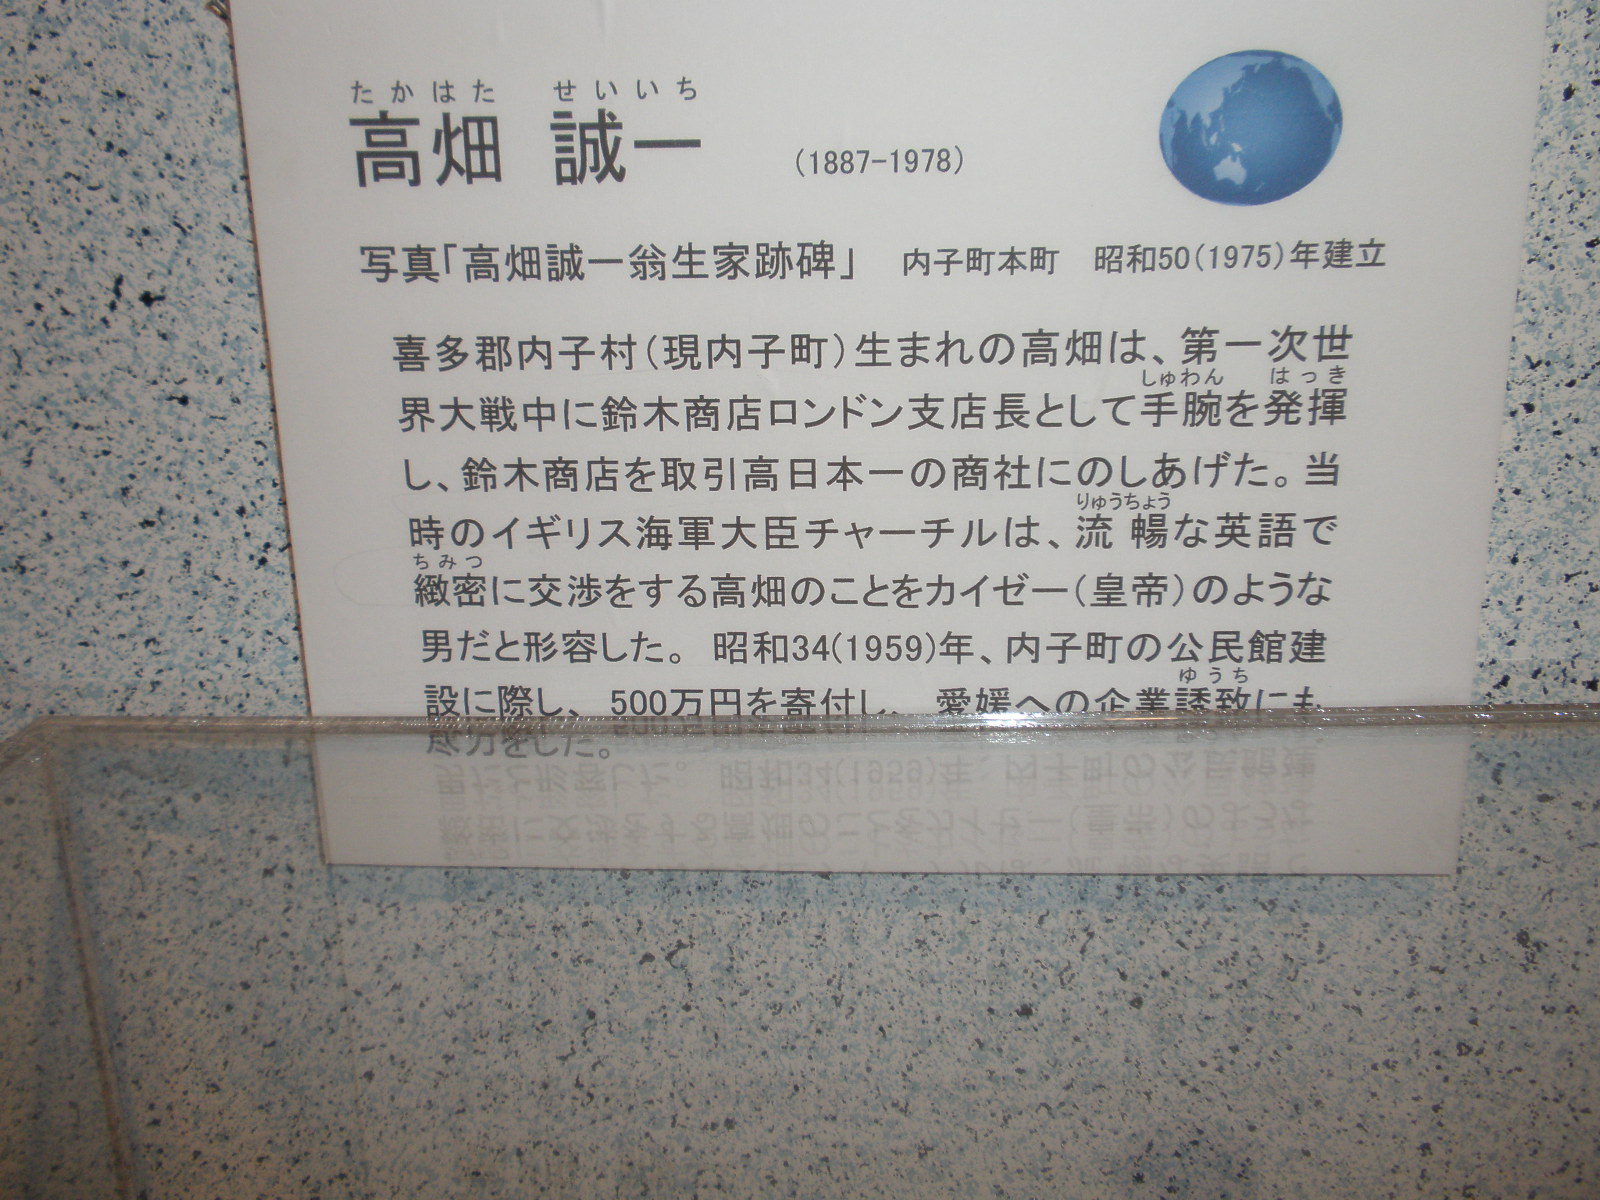 たかはた せいいち
高畑 誠一 (1887-1978)
写真「高畑誠一翁生家跡碑」 内子町本町 昭和50(1975)年建立
喜多郡内子村(現内子町)生まれの高畑は、第一次世
しゅわん はっき
界大戦中に鈴木商店ロンドン支店長として手腕を発揮
し、鈴木商店を取引高日本一の商社にのしあげた。当
りゅうちょう
時のイギリス海軍大臣チャーチルは、流暢な英語で
ちみつ
緻密に交渉をする高畑のことをカイゼー(皇帝)のような
男だと形容した。昭和34(1959)年、内子町の公民館建
ゆうち
設に際し、500万円を寄付し、愛媛への企業誘致にも
尽力をした。